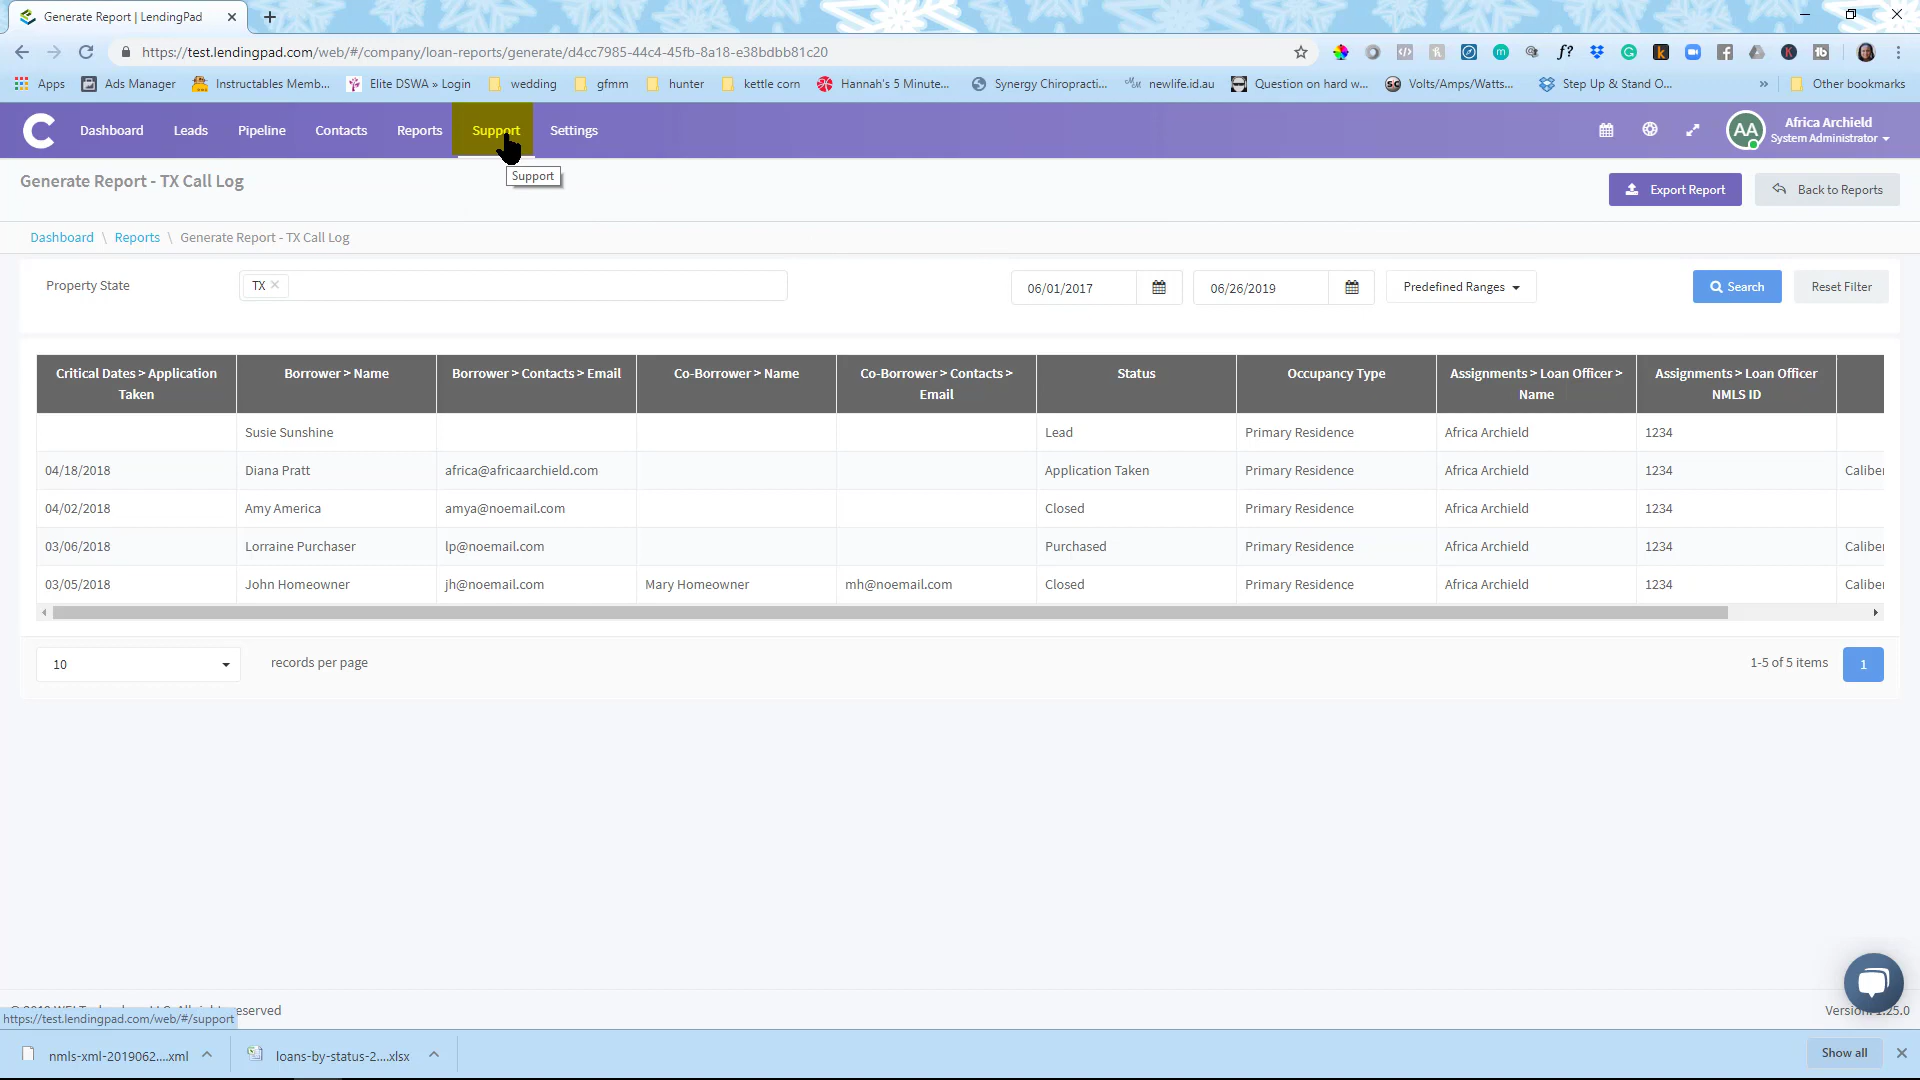 Generate Report | LendingPad
https://test.lendingpad.com/web/#/company/loan-reports/generate/d4cc7985-44c4-45fb-8a18-e38bdbb81c20
Apps Ads Manager Instructables Memb... Elite DSWA » Login wedding gfmm hunter kettle corn Hannah's 5 Minute... Synergy Chiropracti... newlife.id.au Question on hard w... Volts/Amps/Watts... Step Up & Stand O... » Other bookmarks
Dashboard Leads Pipeline Contacts Reports Support Settings
AA Africa Archield
System Administrator
Support
Generate Report - TX Call Log
Export Report Back to Reports
Dashboard \ Reports \ Generate Report - TX Call Log
Property State TX 06/01/2017 06/26/2019 Predefined Ranges Search Reset Filter
Critical Dates > Application Taken Borrower > Name Borrower > Contacts > Email Co-Borrower > Name Co-Borrower > Contacts > Email Status Occupancy Type Assignments > Loan Officer > Name Assignments > Loan Officer NMLS ID
Susie Sunshine Lead Primary Residence Africa Archield 1234
04/18/2018 Diana Pratt africa@africaarchield.com Application Taken Primary Residence Africa Archield 1234 Caliber
04/02/2018 Amy America amya@noemail.com Closed Primary Residence Africa Archield 1234
03/06/2018 Lorraine Purchaser lp@noemail.com Purchased Primary Residence Africa Archield 1234 Caliber
03/05/2018 John Homeowner jh@noemail.com Mary Homeowner mh@noemail.com Closed Primary Residence Africa Archield 1234 Caliber
10 records per page 1-5 of 5 items 1
https://test.lendingpad.com/web/#/support
nmls-xml-2019062....xml loans-by-status-2....xlsx Show all